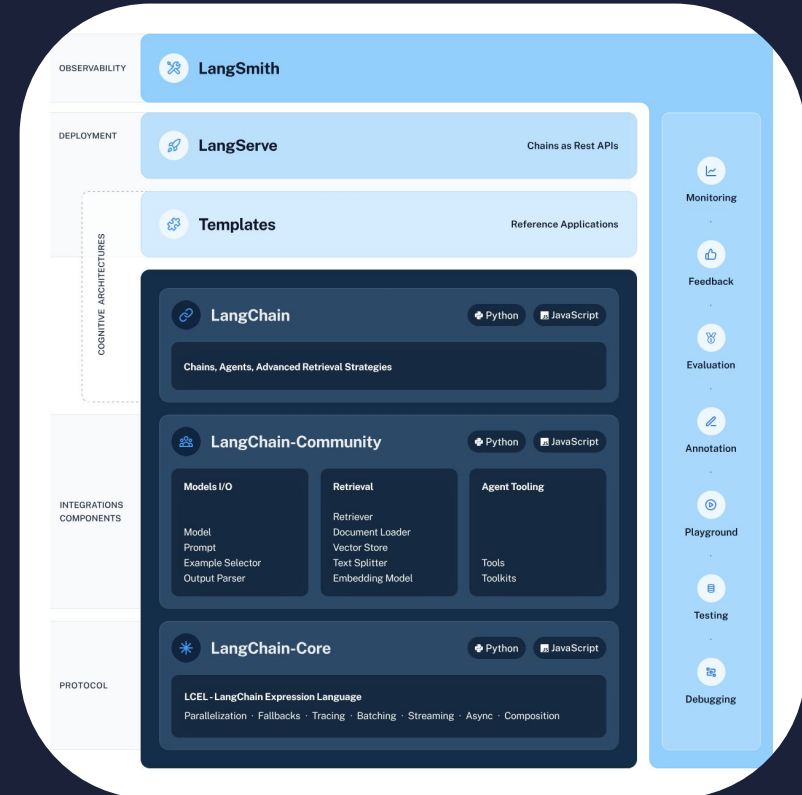 OBSERVABILITY
LangSmith
DEPLOYMENT
LangServe
Chains as Rest APIs
Templates
Reference Applications
COGNITIVE ARCHITECTURES
LangChain
Python
JavaScript
Chains, Agents, Advanced Retrieval Strategies
INTEGRATIONS
COMPONENTS
LangChain-Community
Python
JavaScript
Models I/O
Model
Prompt
Example Selector
Output Parser
Retrieval
Retriever
Document Loader
Vector Store
Text Splitter
Embedding Model
Agent Tooling
Tools
Toolkits
PROTOCOL
LangChain-Core
Python
JavaScript
LCEL - LangChain Expression Language
Parallelization · Fallbacks · Tracing · Batching · Streaming · Async · Composition
Monitoring
Feedback
Evaluation
Annotation
Playground
Testing
Debugging